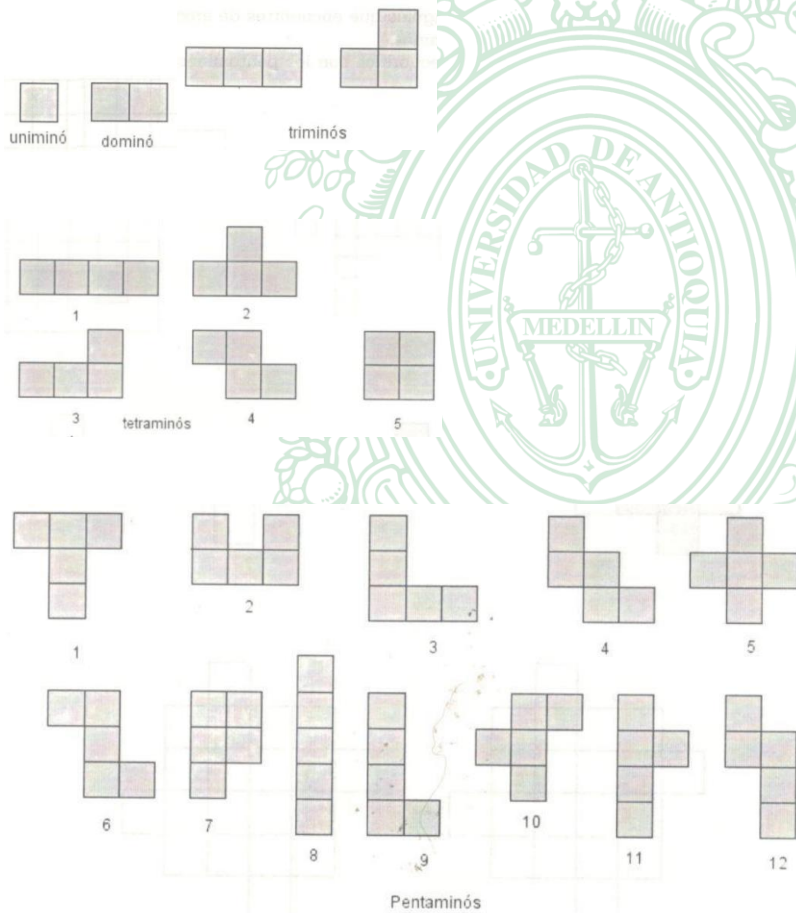 uniminó
dominó
triminós
1
2
3
tetraminós
4
5
UNIVERSIDAD DE ANTIOQUIA
MEDELLIN
1
2
3
4
5
6
7
8
9
10
11
12
Pentaminós